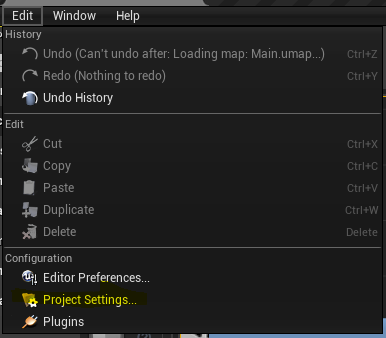 Edit Window Help
History
Undo (Can't undo after: Loading map: Main.umap...) Ctrl+Z
Redo (Nothing to redo) Ctrl+Y
Undo History
Edit
Cut Ctrl+X
Copy Ctrl+C
Paste Ctrl+V
Duplicate Ctrl+W
Delete Delete
Configuration
Editor Preferences...
Project Settings...
Plugins